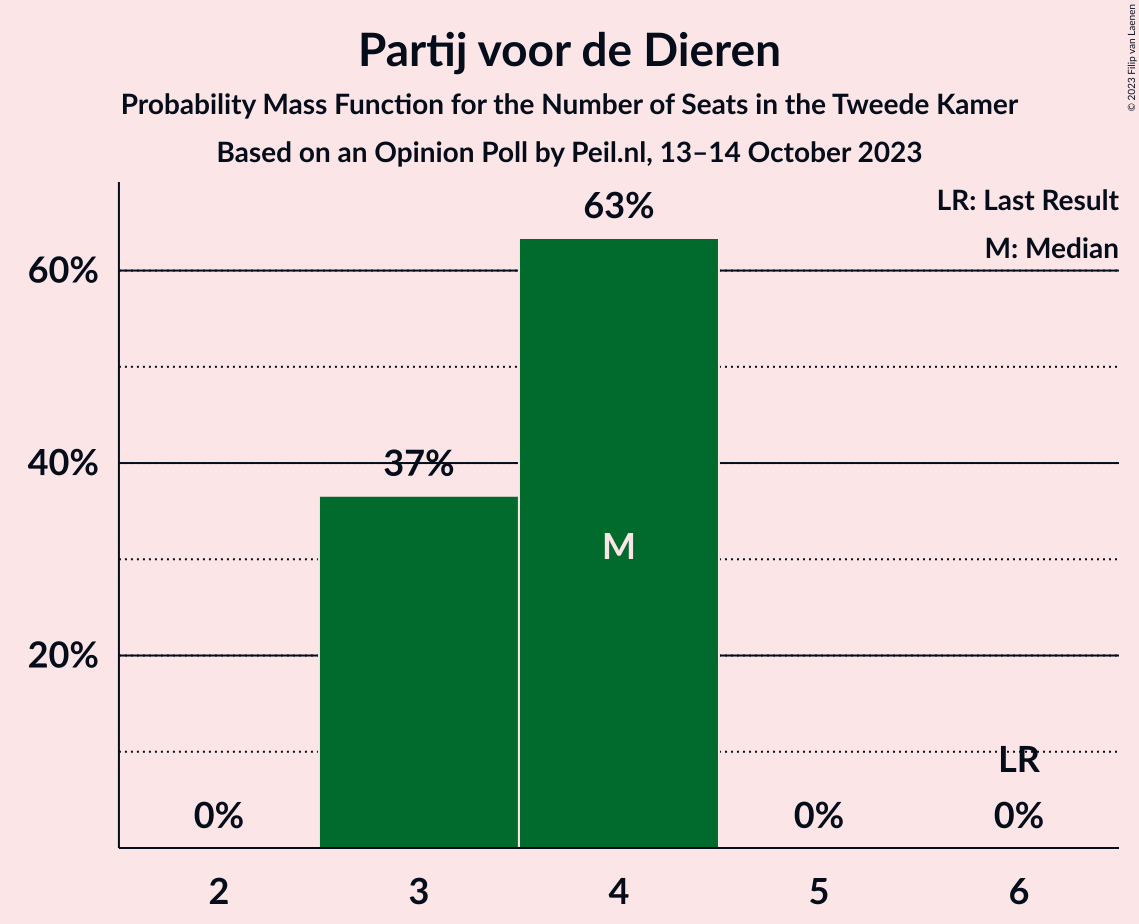 Partij voor de Dieren
Probability Mass Function for the Number of Seats in the Tweede Kamer
Based on an Opinion Poll by Peil.nl, 13–14 October 2023
© 2023 Filip van Laenen
LR: Last Result
M: Median
63%
60%
40%
37%
M
20%
LR
0%
0%
0%
2
3
4
5
6